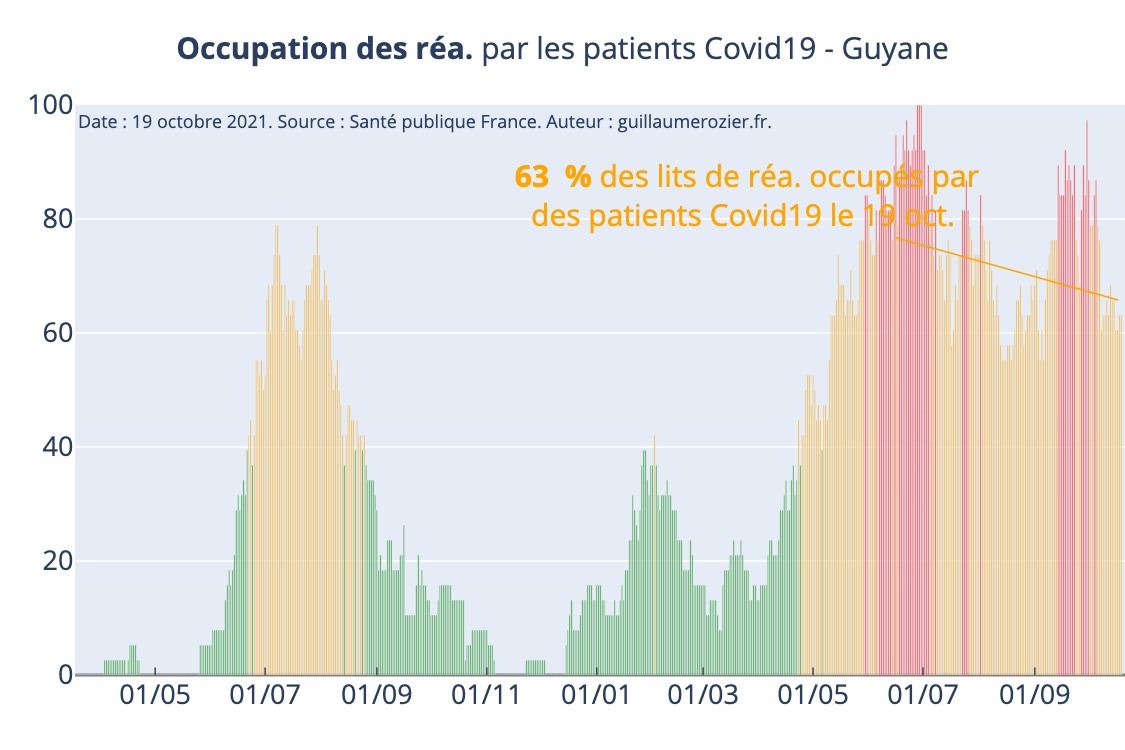 Occupation des réa. par les patients Covid19 - Guyane
100
Date : 19 octobre 2021. Source : Santé publique France. Auteur : guillaumerozier.fr.
63 % des lits de réa. occupés par
des patients Covid19 le 19 oct.
80
60
40
20
0
01/05 01/07 01/09 01/11 01/01 01/03 01/05 01/07 01/09